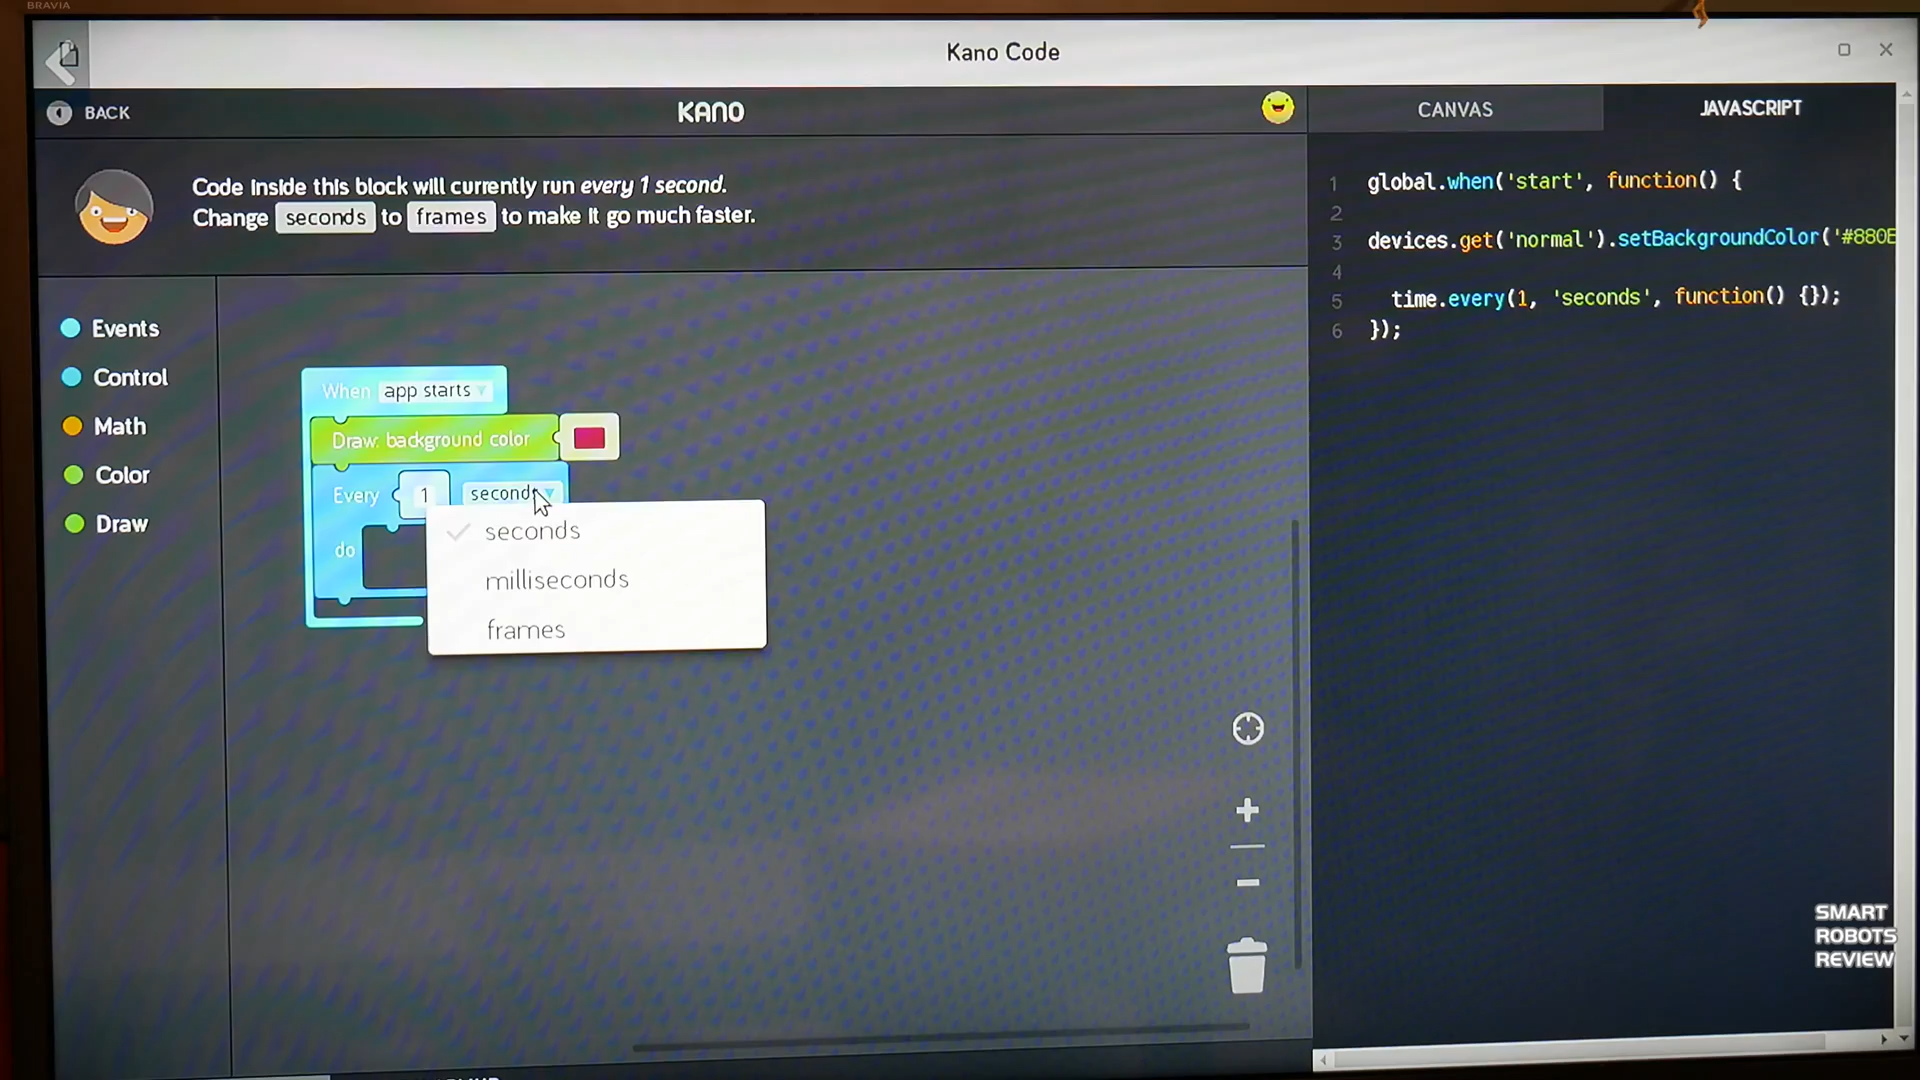 BRAVIA
Kano Code
BACK
KANO
CANVAS
JAVASCRIPT
Code inside this block will currently run every 1 second.
Change seconds to frames to make it go much faster.
Events
Control
Math
Color
Draw
When app starts
Draw: background color
Every 1
do
seconds
milliseconds
frames
1 global.when('start', function() {
2
3 devices.get('normal').setBackgroundColor('#880E
4
5 time.every(1, 'seconds', function() {});
6 });
SMART
ROBOTS
REVIEW